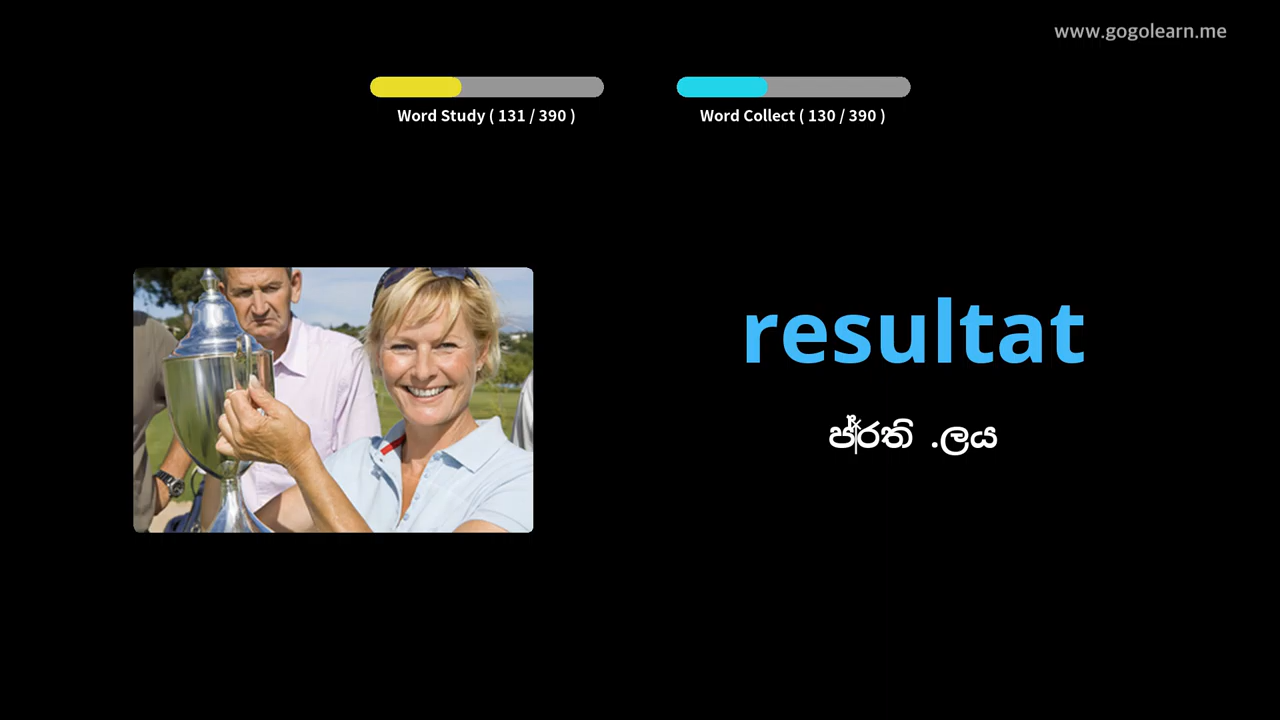 www.gogolearn.me
Word Study ( 131 / 390 )
Word Collect ( 130 / 390 )
resultat
ප්‍රති .ලය